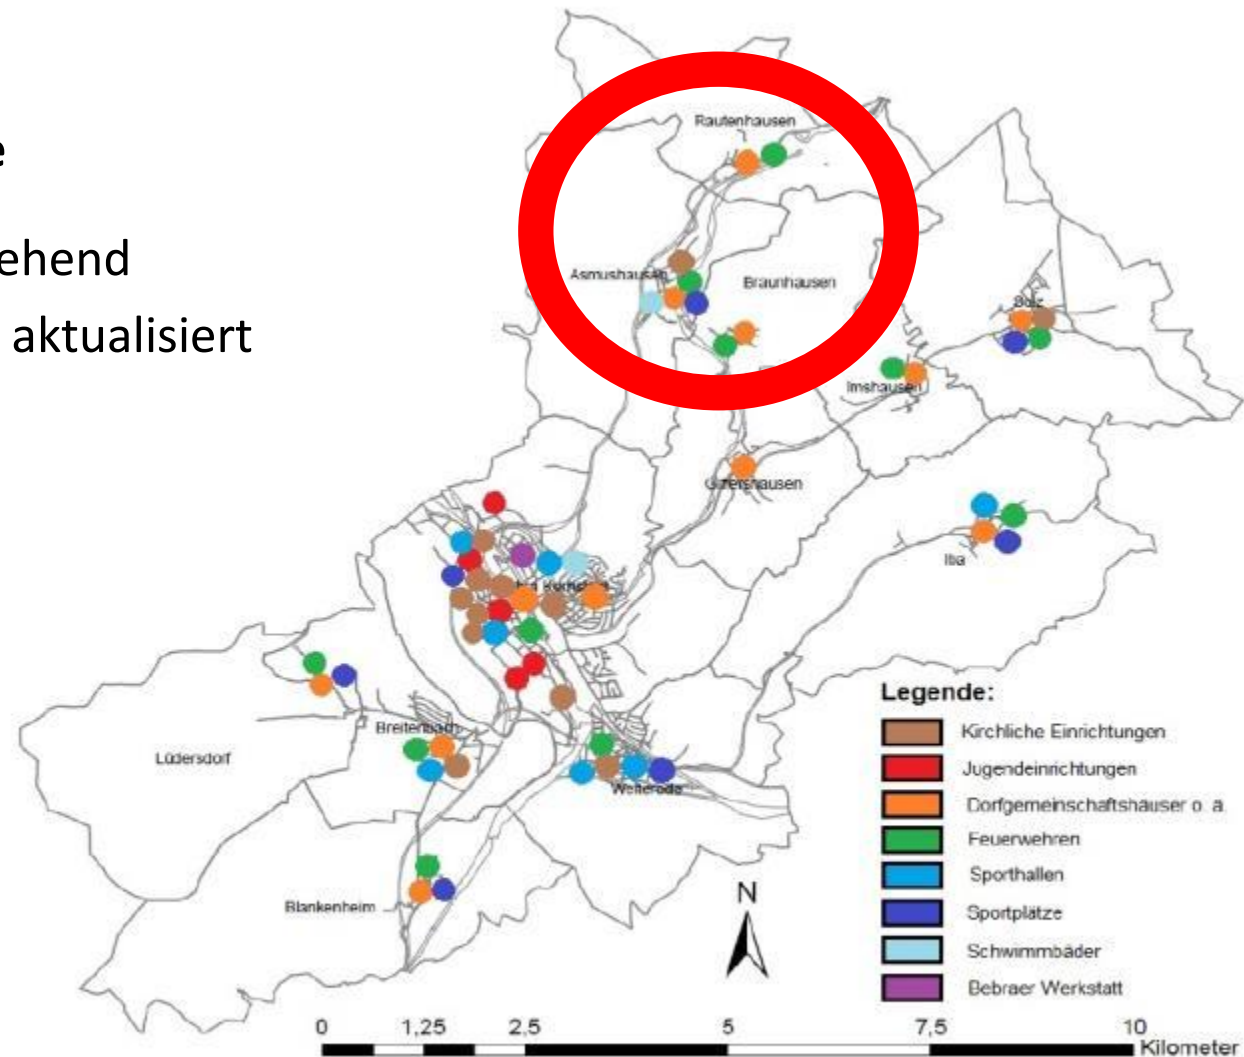 e
ehend
aktualisiert
Rautenhausen
Asmushausen
Braunhausen
Solz
Imshausen
Gilfershausen
Iba
Breitenbach
Lüdersdorf
Weiterode
Blankenheim
Legende:
Kirchliche Einrichtungen
Jugendeinrichtungen
Dorfgemeinschaftshäuser o. ä.
Feuerwehren
Sporthallen
Sportplätze
Schwimmbäder
Bebraer Werkstatt
N
0 1,25 2,5 5 7,5 10
Kilometer